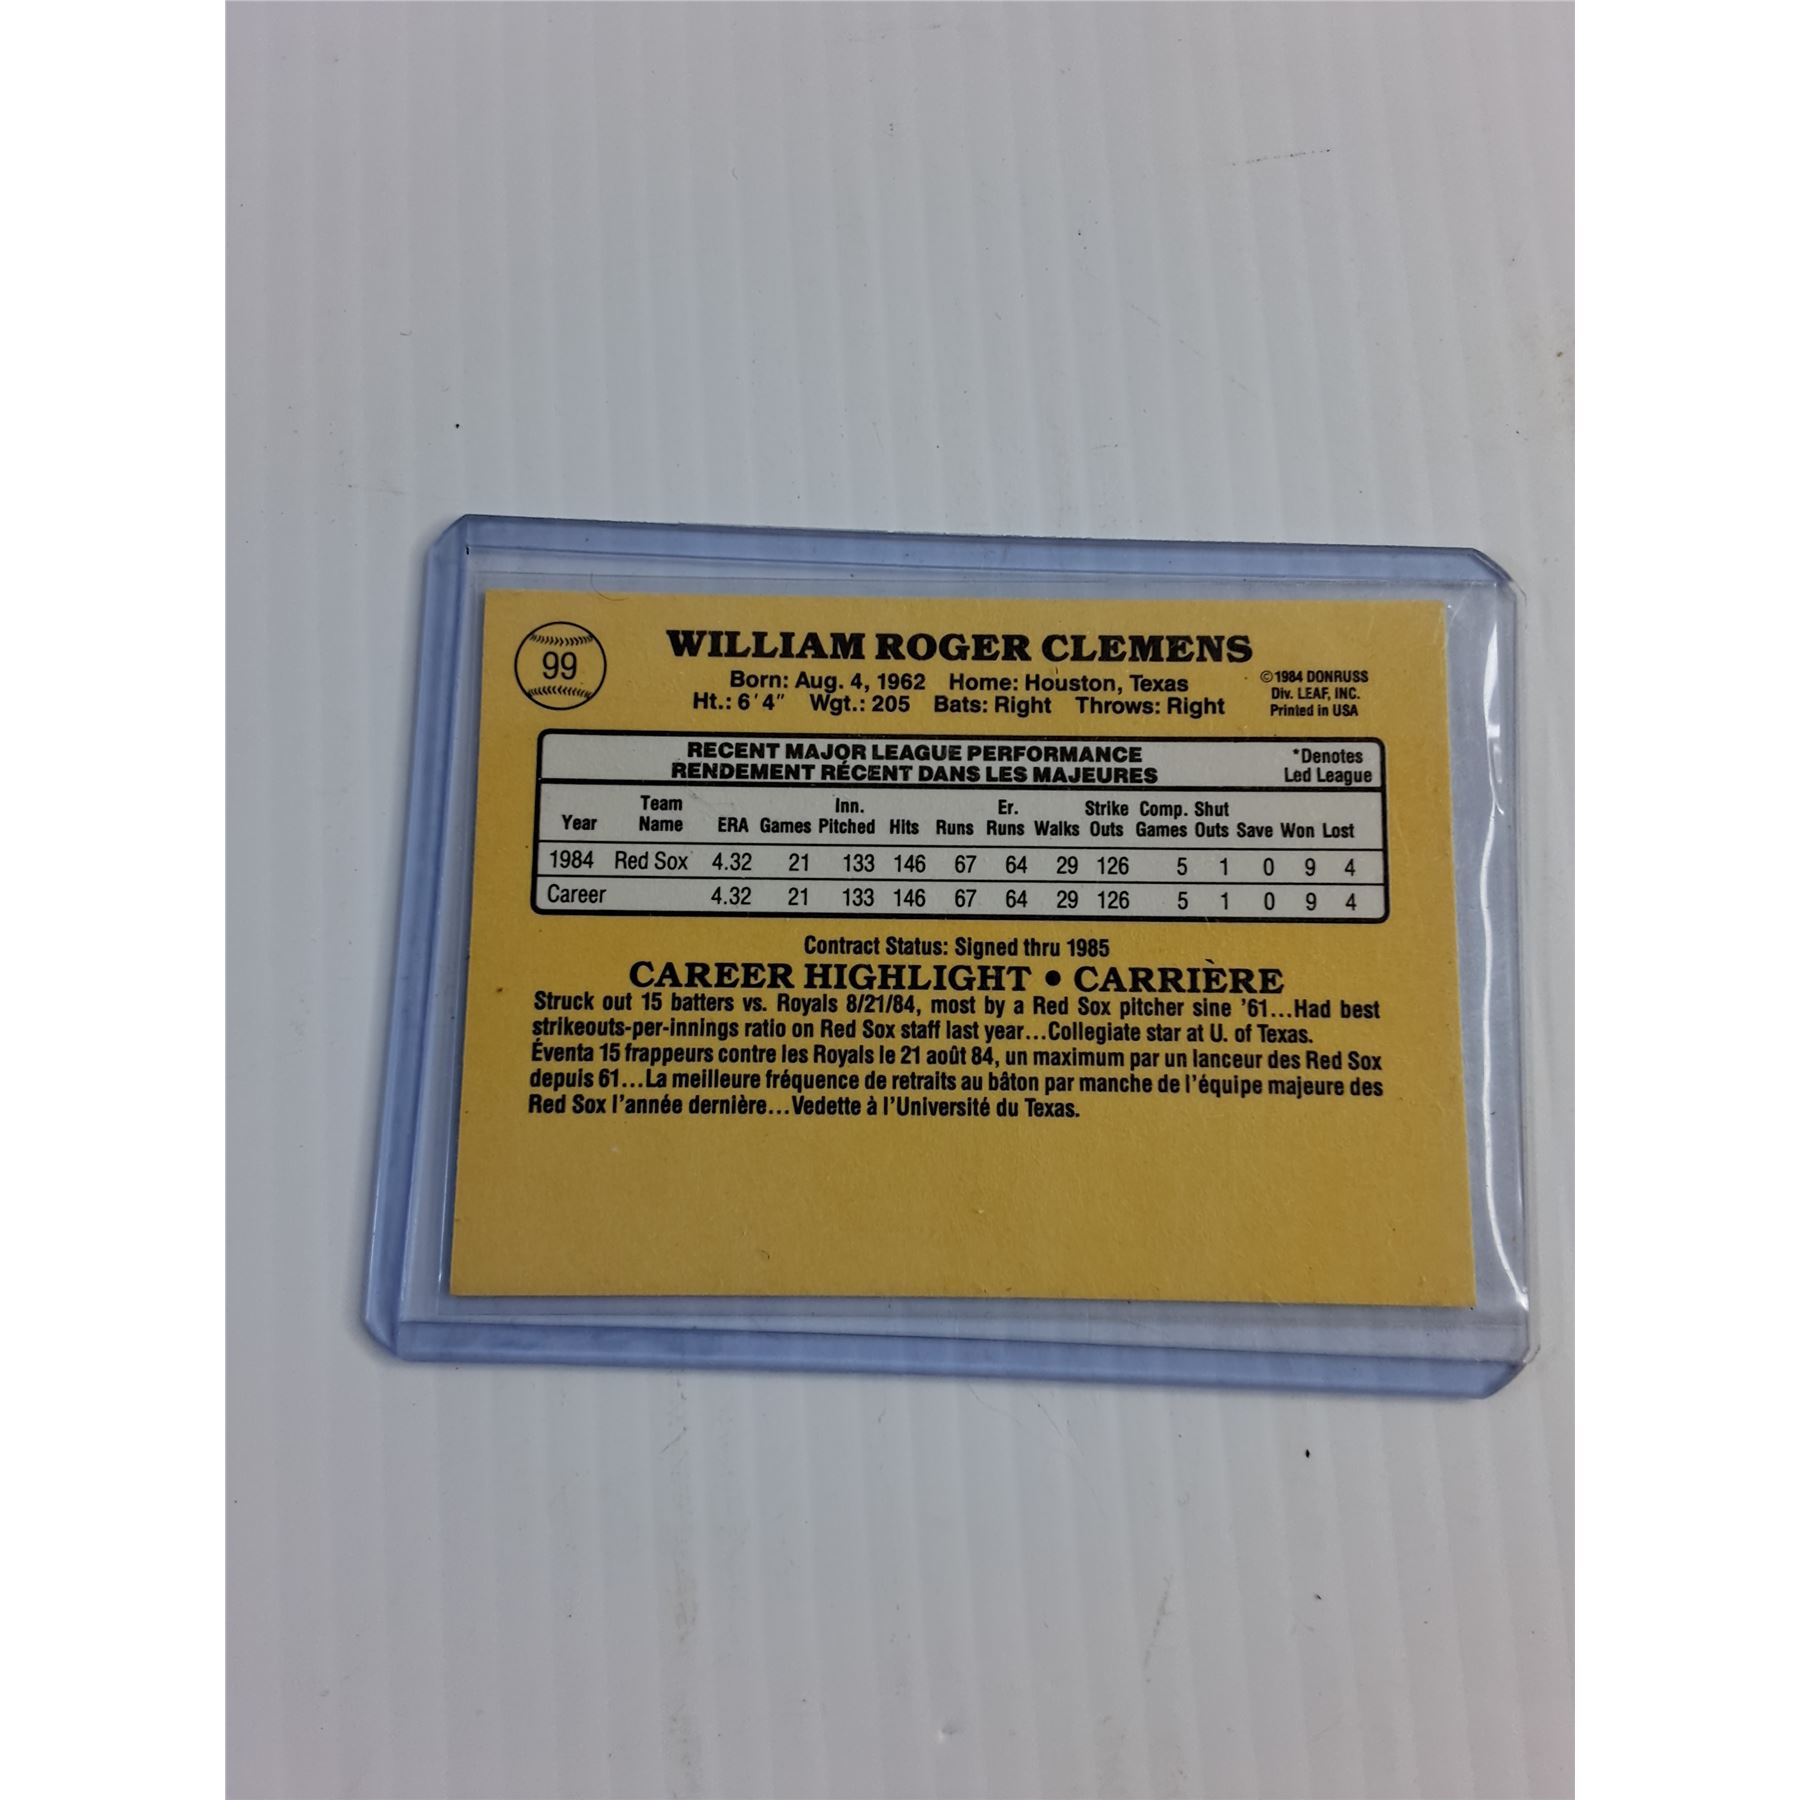 99
WILLIAM ROGER CLEMENS
Born: Aug. 4, 1962 Home: Houston, Texas
Ht.: 6'4" Wgt.: 205 Bats: Right Throws: Right
©1984 DONRUSS
Div. LEAF, INC.
Printed in USA
RECENT MAJOR LEAGUE PERFORMANCE
RENDEMENT RÉCENT DANS LES MAJEURES
*Denotes
Led League
Team Inn. Er. Strike Comp. Shut
Year Name ERA Games Pitched Hits Runs Runs Walks Outs Games Outs Save Won Lost
1984 Red Sox 4.32 21 133 146 67 64 29 126 5 1 0 9 4
Career 4.32 21 133 146 67 64 29 126 5 1 0 9 4
Contract Status: Signed thru 1985
CAREER HIGHLIGHT • CARRIÈRE
Struck out 15 batters vs. Royals 8/21/84, most by a Red Sox pitcher sine '61...Had best
strikeouts-per-innings ratio on Red Sox staff last year...Collegiate star at U. of Texas.
Éventa 15 frappeurs contre les Royals le 21 août 84, un maximum par un lanceur des Red Sox
depuis 61...La meilleure fréquence de retraits au bâton par manche de l'équipe majeure des
Red Sox l'année dernière...Vedette à l'Université du Texas.